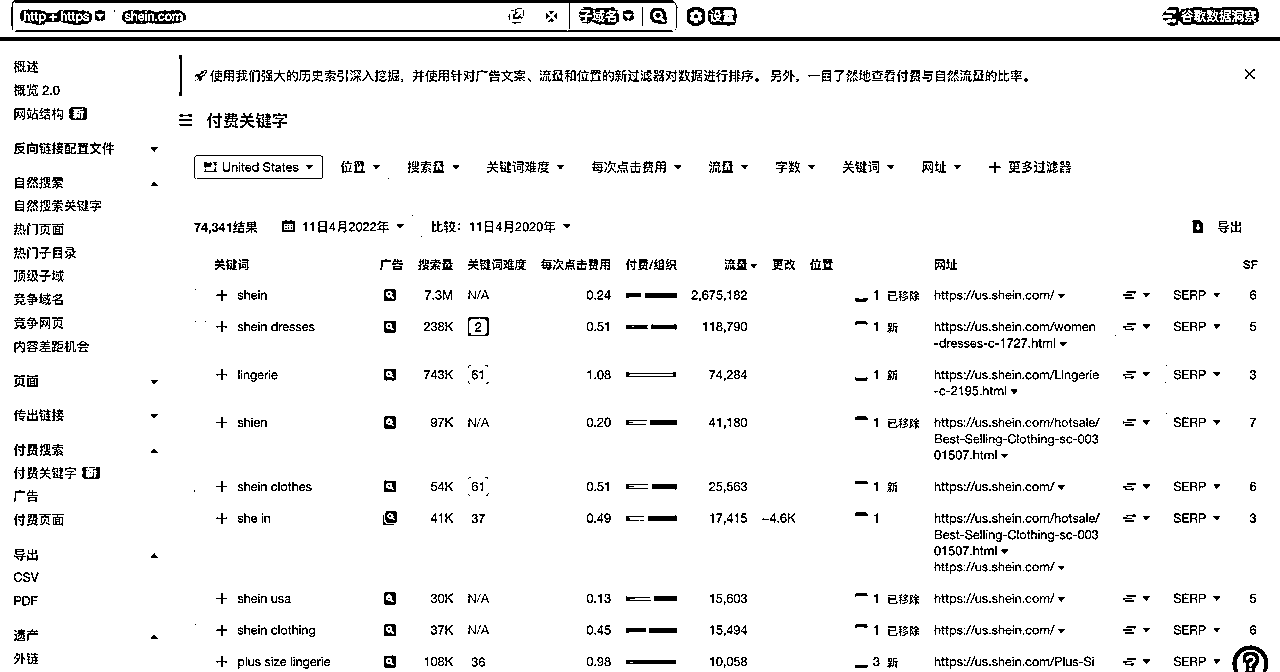 http + https shein.com 子域名 设置 谷歌数据洞察
使用我们强大的历史索引深入挖掘，并使用针对广告文案、流量和位置的新过滤器对数据进行排序。 另外，一目了然地查看付费与自然流量的比率。
概述
概览 2.0
网站结构 新
反向链接配置文件
自然搜索
自然搜索关键字
热门页面
热门子目录
顶级子域
竞争域名
竞争网页
内容差距机会
页面
传出链接
付费搜索
付费关键字 新
广告
付费页面
导出
CSV
PDF
遗产
外链
付费关键字
United States 位置 搜索量 关键词难度 每次点击费用 流量 字数 关键词 网址 + 更多过滤器
74,341结果 11日4月2022年 比较：11日4月2020年 导出
关键词 广告 搜索量 关键词难度 每次点击费用 付费/组织 流量 更改 位置 网址 SF
+ shein 7.3M N/A 0.24 2,675,182 1 已移除 https://us.shein.com/ SERP 6
+ shein dresses 238K 2 0.51 118,790 1 新 https://us.shein.com/women SERP 5
-dresses-c-1727.html
+ lingerie 743K 61 1.08 74,284 1 新 https://us.shein.com/Lingerie SERP 3
-c-2195.html
+ shien 97K N/A 0.20 41,180 1 已移除 https://us.shein.com/hotsale/ SERP 7
Best-Selling-Clothing-sc-003
01507.html
+ shein clothes 54K 61 0.51 25,563 1 新 https://us.shein.com/ SERP 6
+ she in 41K 37 0.49 17,415 -4.6K 1 https://us.shein.com/hotsale/ SERP 3
Best-Selling-Clothing-sc-003
01507.html
https://us.shein.com/
+ shein usa 30K N/A 0.13 15,603 1 已移除 https://us.shein.com/ SERP 5
+ shein clothing 37K N/A 0.45 15,494 1 已移除 https://us.shein.com/ SERP 6
+ plus size lingerie 108K 36 0.98 10,058 3 新 https://us.shein.com/Plus-Si SERP